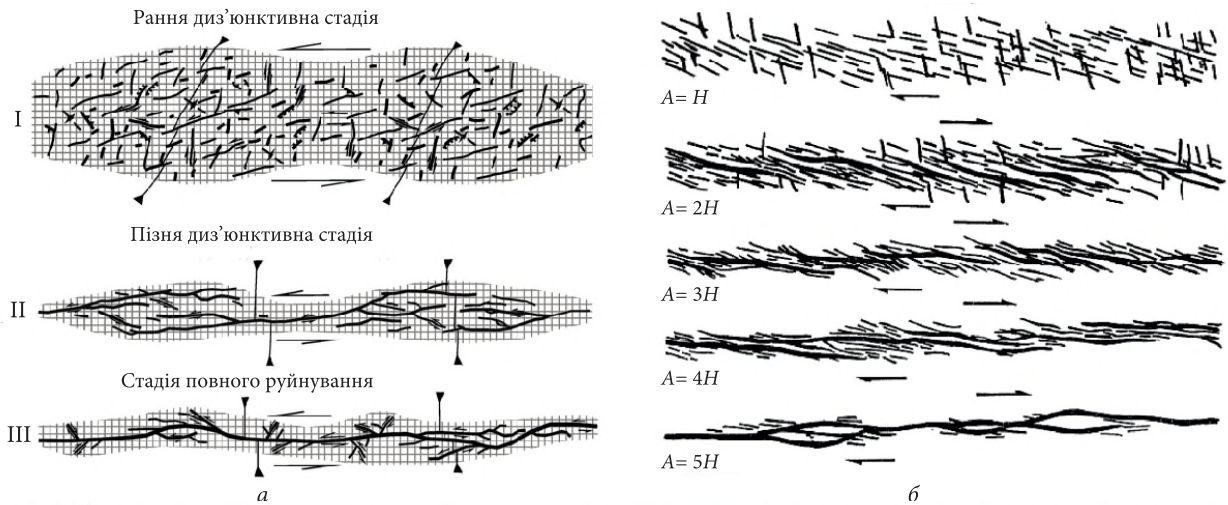 Рання диз’юнктивна стадія
I
Пізня диз’юнктивна стадія
II
Стадія повного руйнування
III
а
A= H
A= 2H
A= 3H
A= 4H
A= 5H
б